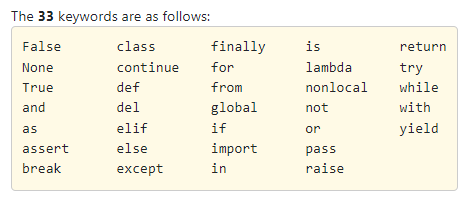 The 33 keywords are as follows:
False class finally is return
None continue for lambda try
True def from nonlocal while
and del global not with
as elif if or yield
assert else import pass
break except in raise